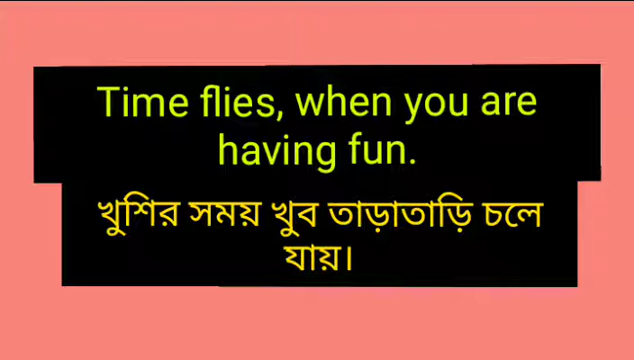 Time flies, when you are
having fun.
খুশির সময় খুব তাড়াতাড়ি চলে
যায়।